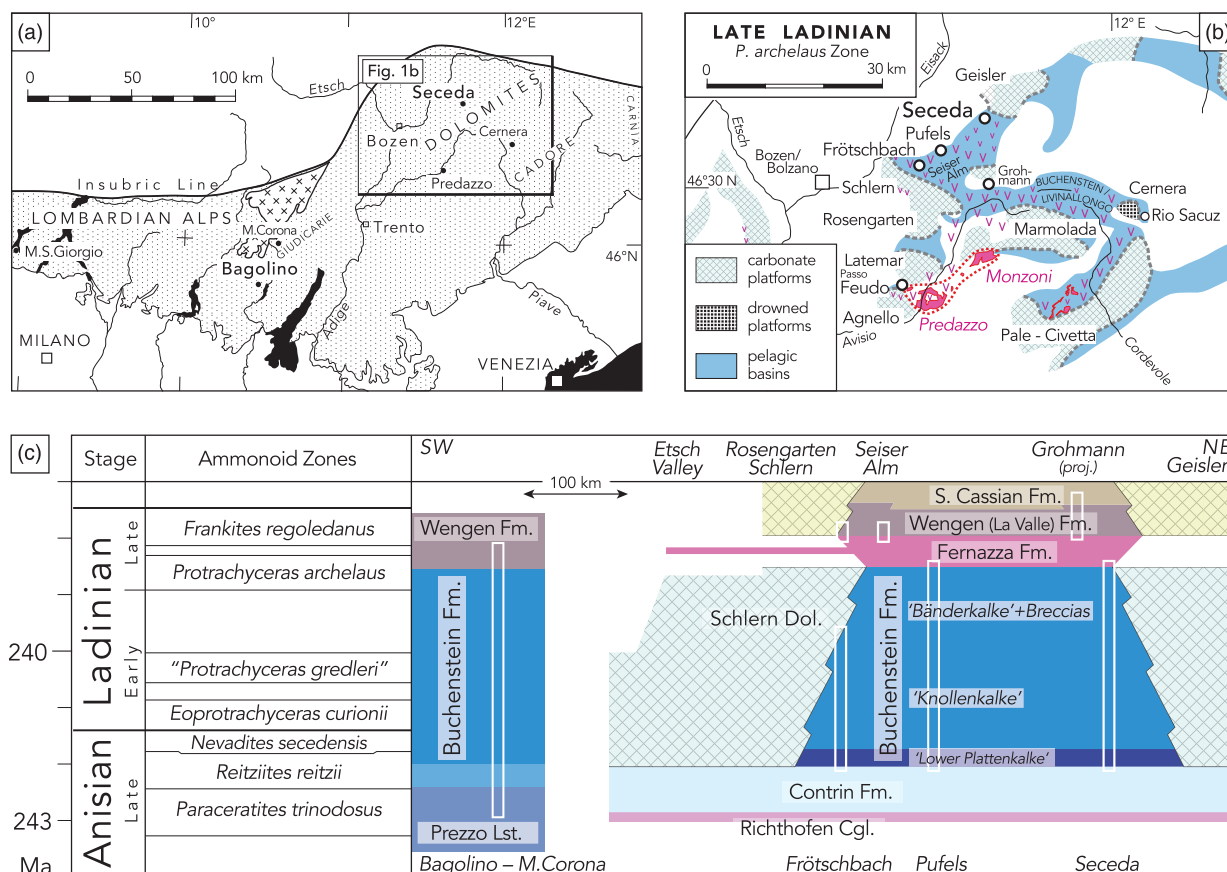 (a)
10°
12°E
0
50
100 km
Etsch
Fig. 1b
Seceda
DOLOMITES
Bozen
Cernera
CARNIA
CADORE
Predazzo
Insubric Line
LOMBARDIAN ALPS
M.Corona
GIUDICARIE
Trento
M.S.Giorgio
Bagolino
46°N
Adige
Piave
MILANO
VENEZIA
(b)
LATE LADINIAN
P. archelaus Zone
0
30 km
12° E
Eisack
Geisler
Etsch
Seceda
Pufels
Frötschbach
Seiser
Alm
Bozen/
Bolzano
46°30 N
Schlern
Groh-
mann
BUCHENSTEIN
LIVINALLONGO
Cernera
Rio Sacuz
Rosengarten
Marmolada
carbonate
platforms
drowned
platforms
pelagic
basins
Latemar
Passo
Feudo
Monzoni
Agnello
Predazzo
Avisio
Pale - Civetta
Cordevole
(c)
Stage
Ammonoid Zones
SW
Etsch
Valley
Rosengarten
Schlern
Seiser
Alm
Grohmann
(proj.)
NE
Geisler
100 km
S. Cassian Fm.
Frankites regoledanus
Wengen Fm.
Wengen (La Valle) Fm.
Late
Fernazza Fm.
Protrachyceras archelaus
Ladinian
Buchenstein Fm.
Schlern Dol.
Buchenstein Fm.
'Bänderkalke'+Breccias
240
Early
"Protrachyceras gredleri"
'Knollenkalke'
Eoprotrachyceras curionii
Nevadites secedensis
'Lower Plattenkalke'
Anisian
Late
Reitziites reitzii
Contrin Fm.
Paraceratites trinodosus
243
Prezzo Lst.
Richthofen Cgl.
Ma
Bagolino – M.Corona
Frötschbach
Pufels
Seceda